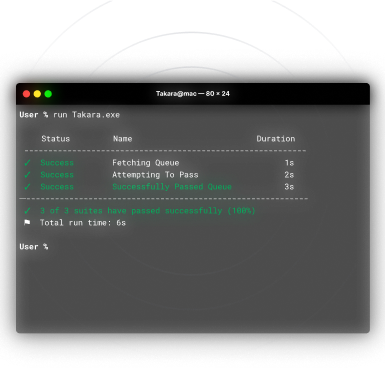 Takara@mac — 80 × 24
User % run Takara.exe
Status Name Duration
✓ Success Fetching Queue 1s
✓ Success Attempting To Pass 2s
✓ Success Successfully Passed Queue 3s
✓ 3 of 3 suites have passed successfully (100%)
⚑ Total run time: 6s
User %